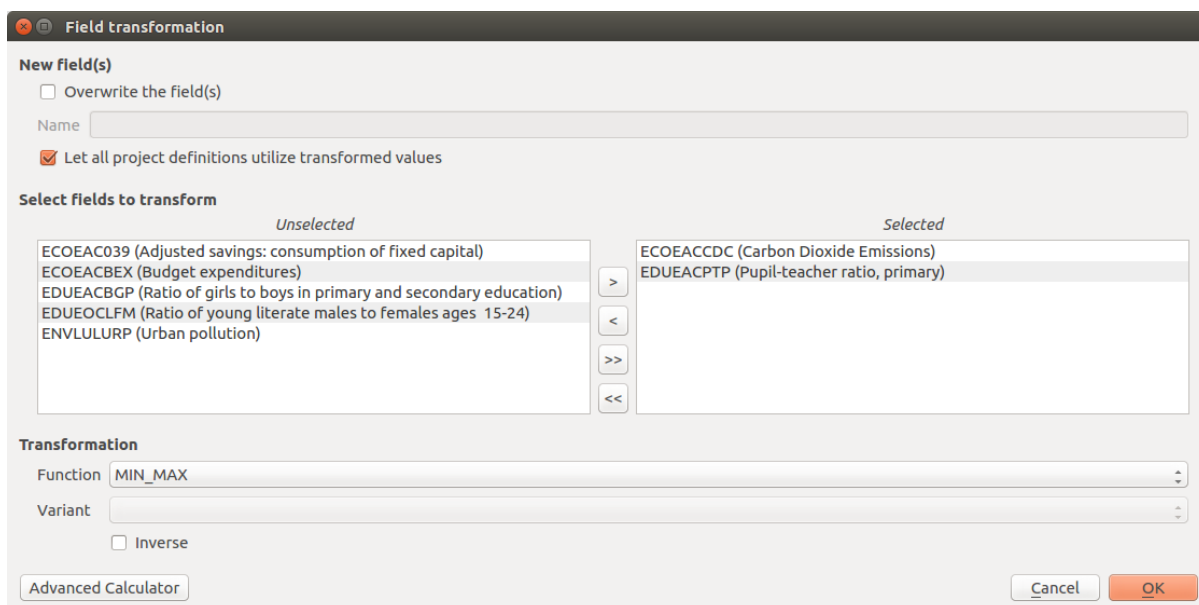 Field transformation
New field(s)
Overwrite the field(s)
Name
Let all project definitions utilize transformed values
Select fields to transform
Unselected
Selected
ECOEAC039 (Adjusted savings: consumption of fixed capital)
ECOEACBEX (Budget expenditures)
EDUEACBGP (Ratio of girls to boys in primary and secondary education)
EDUEOCLFM (Ratio of young literate males to females ages  15-24)
ENVLULURP (Urban pollution)
>
<
>>
<<
ECOEACCDC (Carbon Dioxide Emissions)
EDUEACPTP (Pupil-teacher ratio, primary)
Transformation
Function MIN_MAX
Variant
Inverse
Advanced Calculator
Cancel
OK